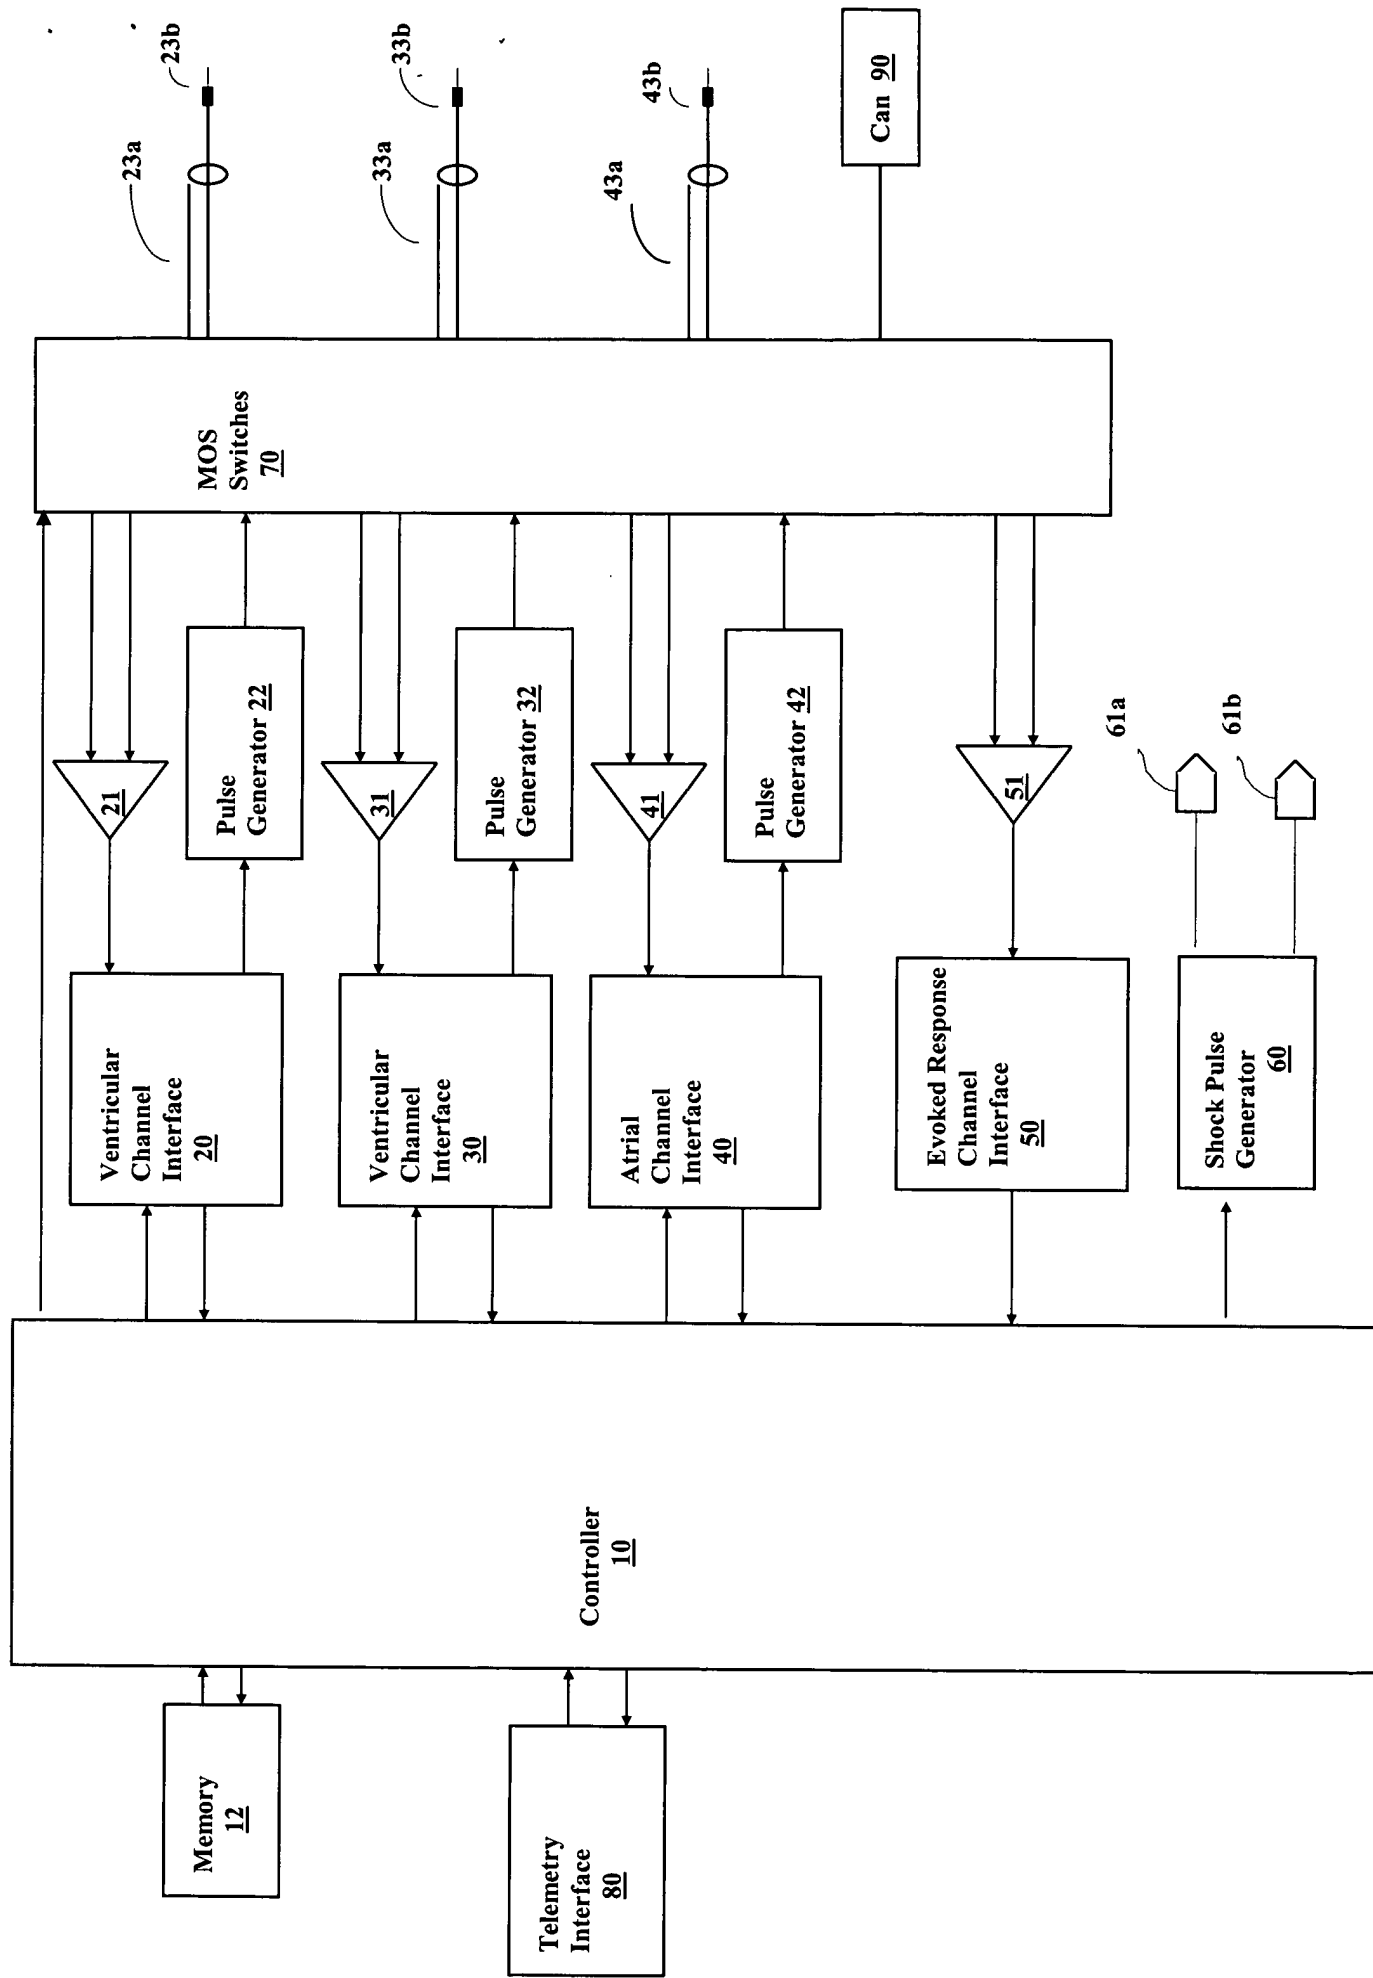 Memory
12
Telemetry
Interface
80
Controller
10
Ventricular
Channel
Interface
20
21
Pulse
Generator 22
Ventricular
Channel
Interface
30
31
Pulse
Generator 32
Atrial
Channel
Interface
40
41
Pulse
Generator 42
Evoked Response
Channel
Interface
50
51
Shock Pulse
Generator
60
61a
61b
MOS
Switches
70
23a
23b
33a
33b
43a
43b
Can 90